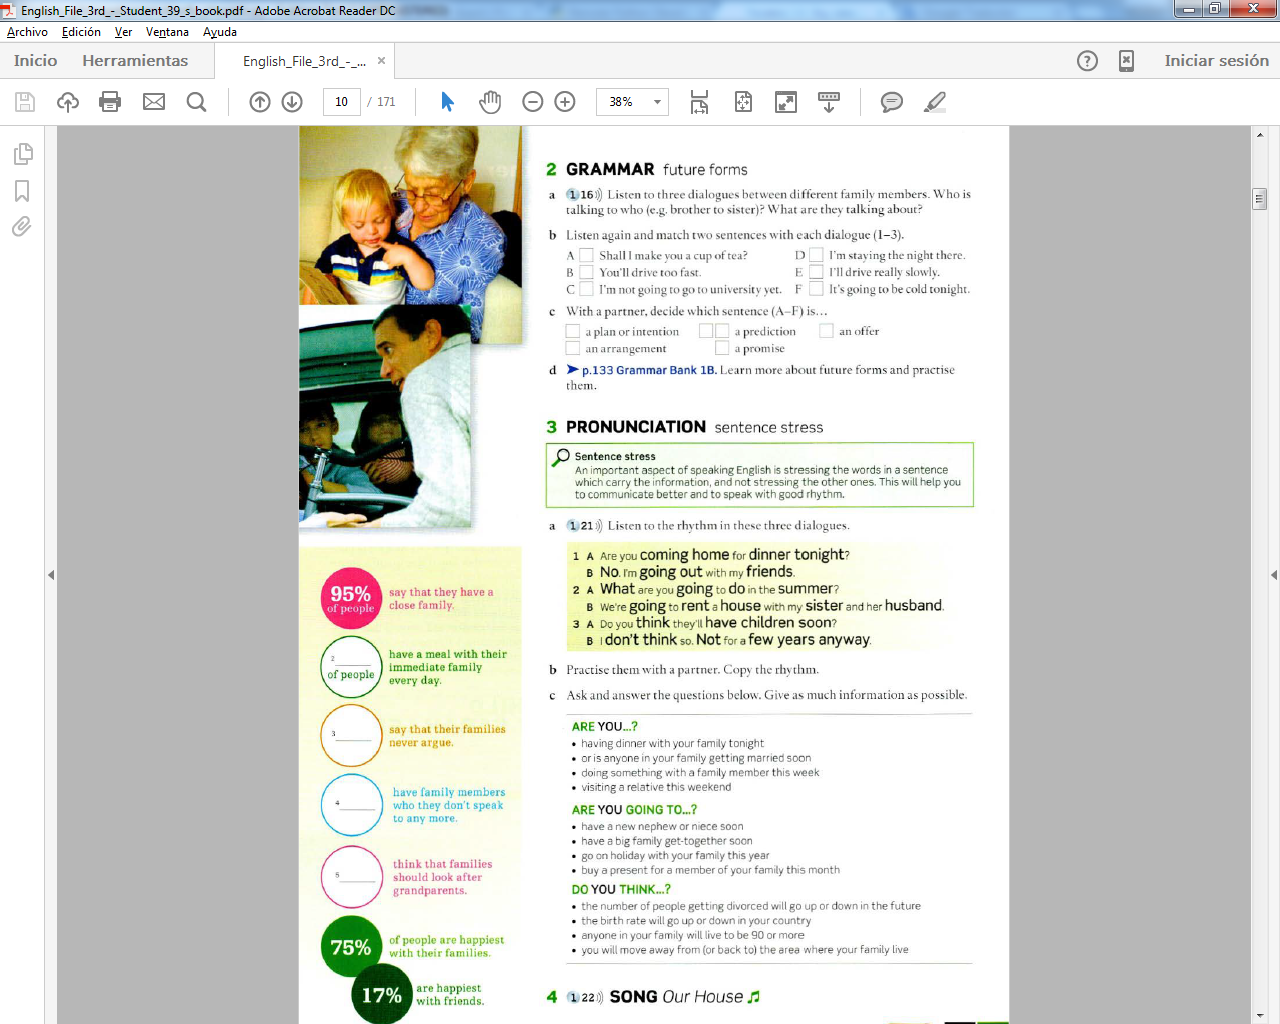 English_File_3rd_-_Student_39_s_book.pdf - Adobe Acrobat Reader DC
Archivo Edición Ver Ventana Ayuda
Inicio Herramientas English_File_3rd_-_... × Iniciar sesión
10 / 171 38%
2 GRAMMAR future forms
a 1 16 Listen to three dialogues between different family members. Who is
talking to who (e.g. brother to sister)? What are they talking about?
b Listen again and match two sentences with each dialogue (1–3).
A Shall I make you a cup of tea? D I'm staying the night there.
B You'll drive too fast. E I'll drive really slowly.
C I'm not going to go to university yet. F It's going to be cold tonight.
c With a partner, decide which sentence (A–F) is…
a plan or intention a prediction an offer
an arrangement a promise
d ➤ p.133 Grammar Bank 1B. Learn more about future forms and practise
them.
3 PRONUNCIATION sentence stress
Sentence stress
An important aspect of speaking English is stressing the words in a sentence
which carry the information, and not stressing the other ones. This will help you
to communicate better and to speak with good rhythm.
a 1 21 Listen to the rhythm in these three dialogues.
1 A Are you coming home for dinner tonight?
B No. I'm going out with my friends.
2 A What are you going to do in the summer?
B We're going to rent a house with my sister and her husband.
3 A Do you think they'll have children soon?
B I don't think so. Not for a few years anyway.
b Practise them with a partner. Copy the rhythm.
c Ask and answer the questions below. Give as much information as possible.
ARE YOU...?
• having dinner with your family tonight
• or is anyone in your family getting married soon
• doing something with a family member this week
• visiting a relative this weekend
ARE YOU GOING TO...?
• have a new nephew or niece soon
• have a big family get-together soon
• go on holiday with your family this year
• buy a present for a member of your family this month
DO YOU THINK...?
• the number of people getting divorced will go up or down in the future
• the birth rate will go up or down in your country
• anyone in your family will live to be 90 or more
• you will move away from (or back to) the area where your family live
4 1 22 SONG Our House ♫
95%
of people
say that they have a
close family.
2 ______
of people
have a meal with their
immediate family
every day.
3 ______
say that their families
never argue.
4 ______
have family members
who they don't speak
to any more.
5 ______
think that families
should look after
grandparents.
75%
of people are happiest
with their families.
17%
are happiest
with friends.